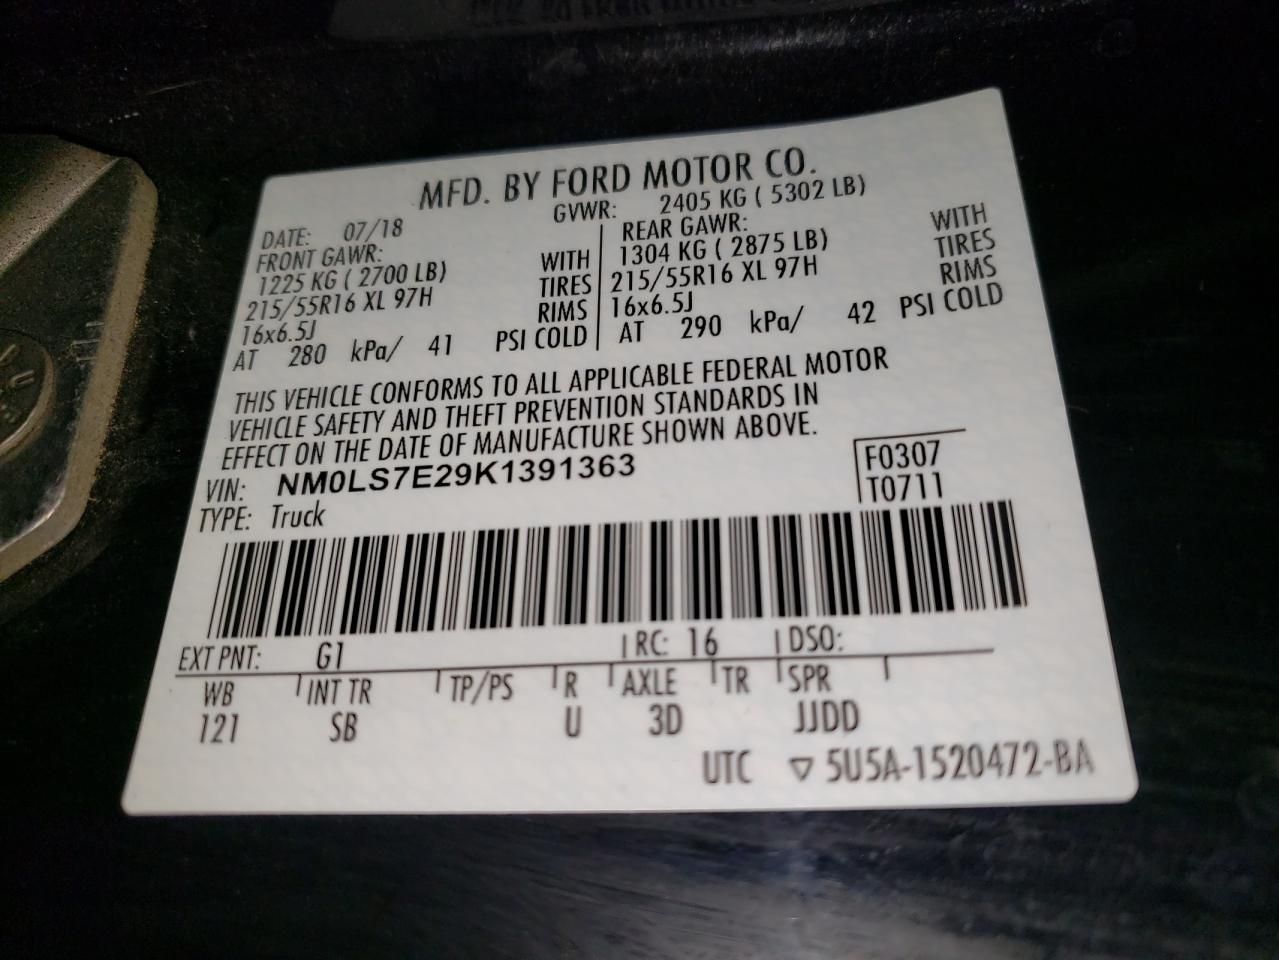 MFD. BY FORD MOTOR CO.
DATE: 07/18 GVWR: 2405 KG ( 5302 LB)
FRONT GAWR: REAR GAWR:
1225 KG ( 2700 LB) WITH 1304 KG ( 2875 LB) WITH
215/55R16 XL 97H TIRES 215/55R16 XL 97H TIRES
16x6.5J RIMS 16x6.5J RIMS
AT 280 kPa/ 41 PSI COLD AT 290 kPa/ 42 PSI COLD
THIS VEHICLE CONFORMS TO ALL APPLICABLE FEDERAL MOTOR
VEHICLE SAFETY AND THEFT PREVENTION STANDARDS IN
EFFECT ON THE DATE OF MANUFACTURE SHOWN ABOVE.
VIN: NM0LS7E29K1391363 F0307
TYPE: Truck T0711
EXT PNT: G1 RC: 16 DSO:
WB INT TR TP/PS R AXLE TR SPR
121 SB U 3D JJDD
UTC ▽ 5U5A-1520472-BA